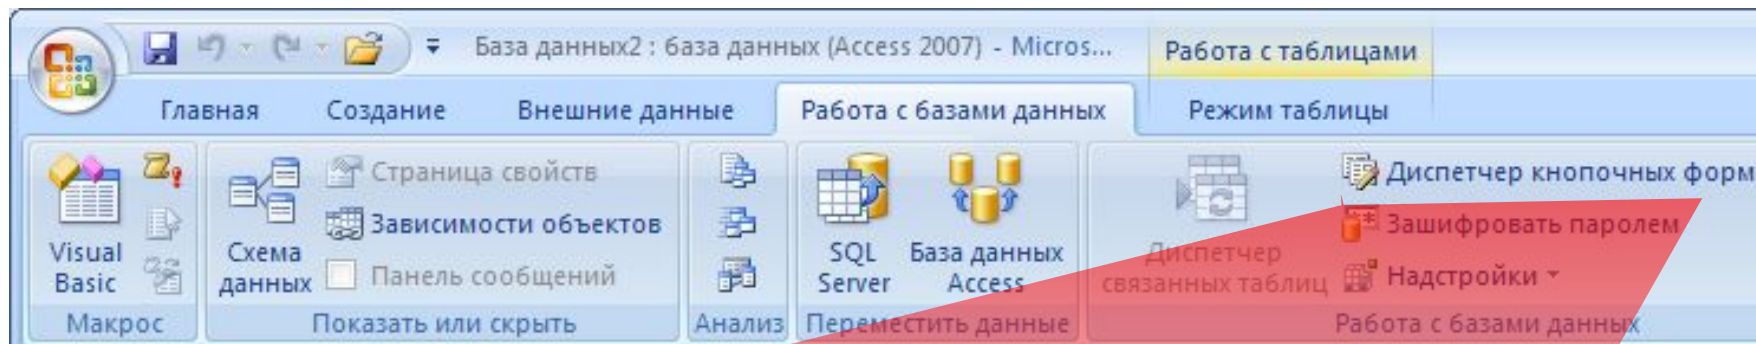 База данных2 : база данных (Access 2007) - Micros...
Работа с таблицами
Главная
Создание
Внешние данные
Работа с базами данных
Режим таблицы
Visual
Basic
Макрос
Схема
данных
Страница свойств
Зависимости объектов
Панель сообщений
Показать или скрыть
Анализ
SQL
Server
База данных
Access
Переместить данные
Диспетчер
связанных таблиц
Диспетчер кнопочных форм
Зашифровать паролем
Надстройки
Работа с базами данных